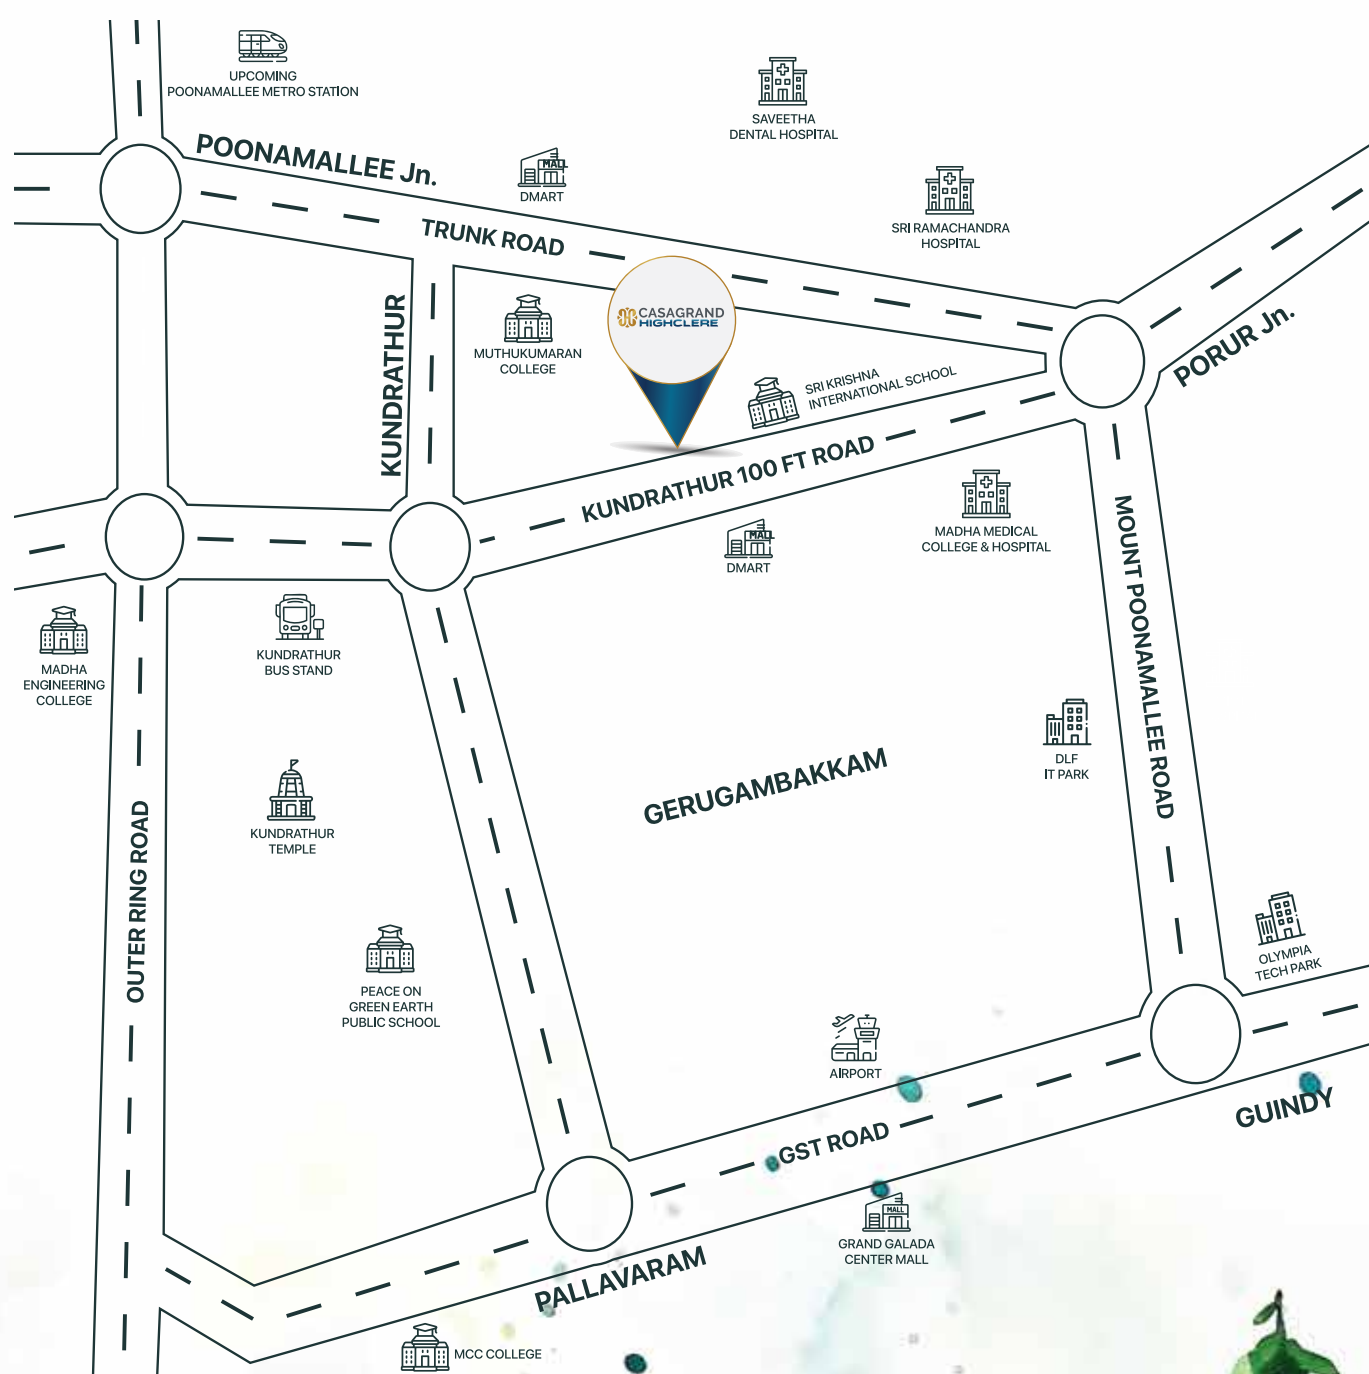 UPCOMING
POONAMALLEE METRO STATION
SAVEETHA
DENTAL HOSPITAL
POONAMALLEE Jn.
MALL
DMART
SRI RAMACHANDRA
HOSPITAL
TRUNK ROAD
KUNDRATHUR
CASAGRAND
HIGHCLERE
MUTHUKUMARAN
COLLEGE
SRI KRISHNA
INTERNATIONAL SCHOOL
PORUR Jn.
KUNDRATHUR 100 FT ROAD
MALL
DMART
MADHA MEDICAL
COLLEGE & HOSPITAL
MOUNT POONAMALLEE ROAD
MADHA
ENGINEERING
COLLEGE
KUNDRATHUR
BUS STAND
DLF
IT PARK
GERUGAMBAKKAM
KUNDRATHUR
TEMPLE
OUTER RING ROAD
PEACE ON
GREEN EARTH
PUBLIC SCHOOL
OLYMPIA
TECH PARK
AIRPORT
GUINDY
GST ROAD
MALL
GRAND GALADA
CENTER MALL
PALLAVARAM
MCC COLLEGE